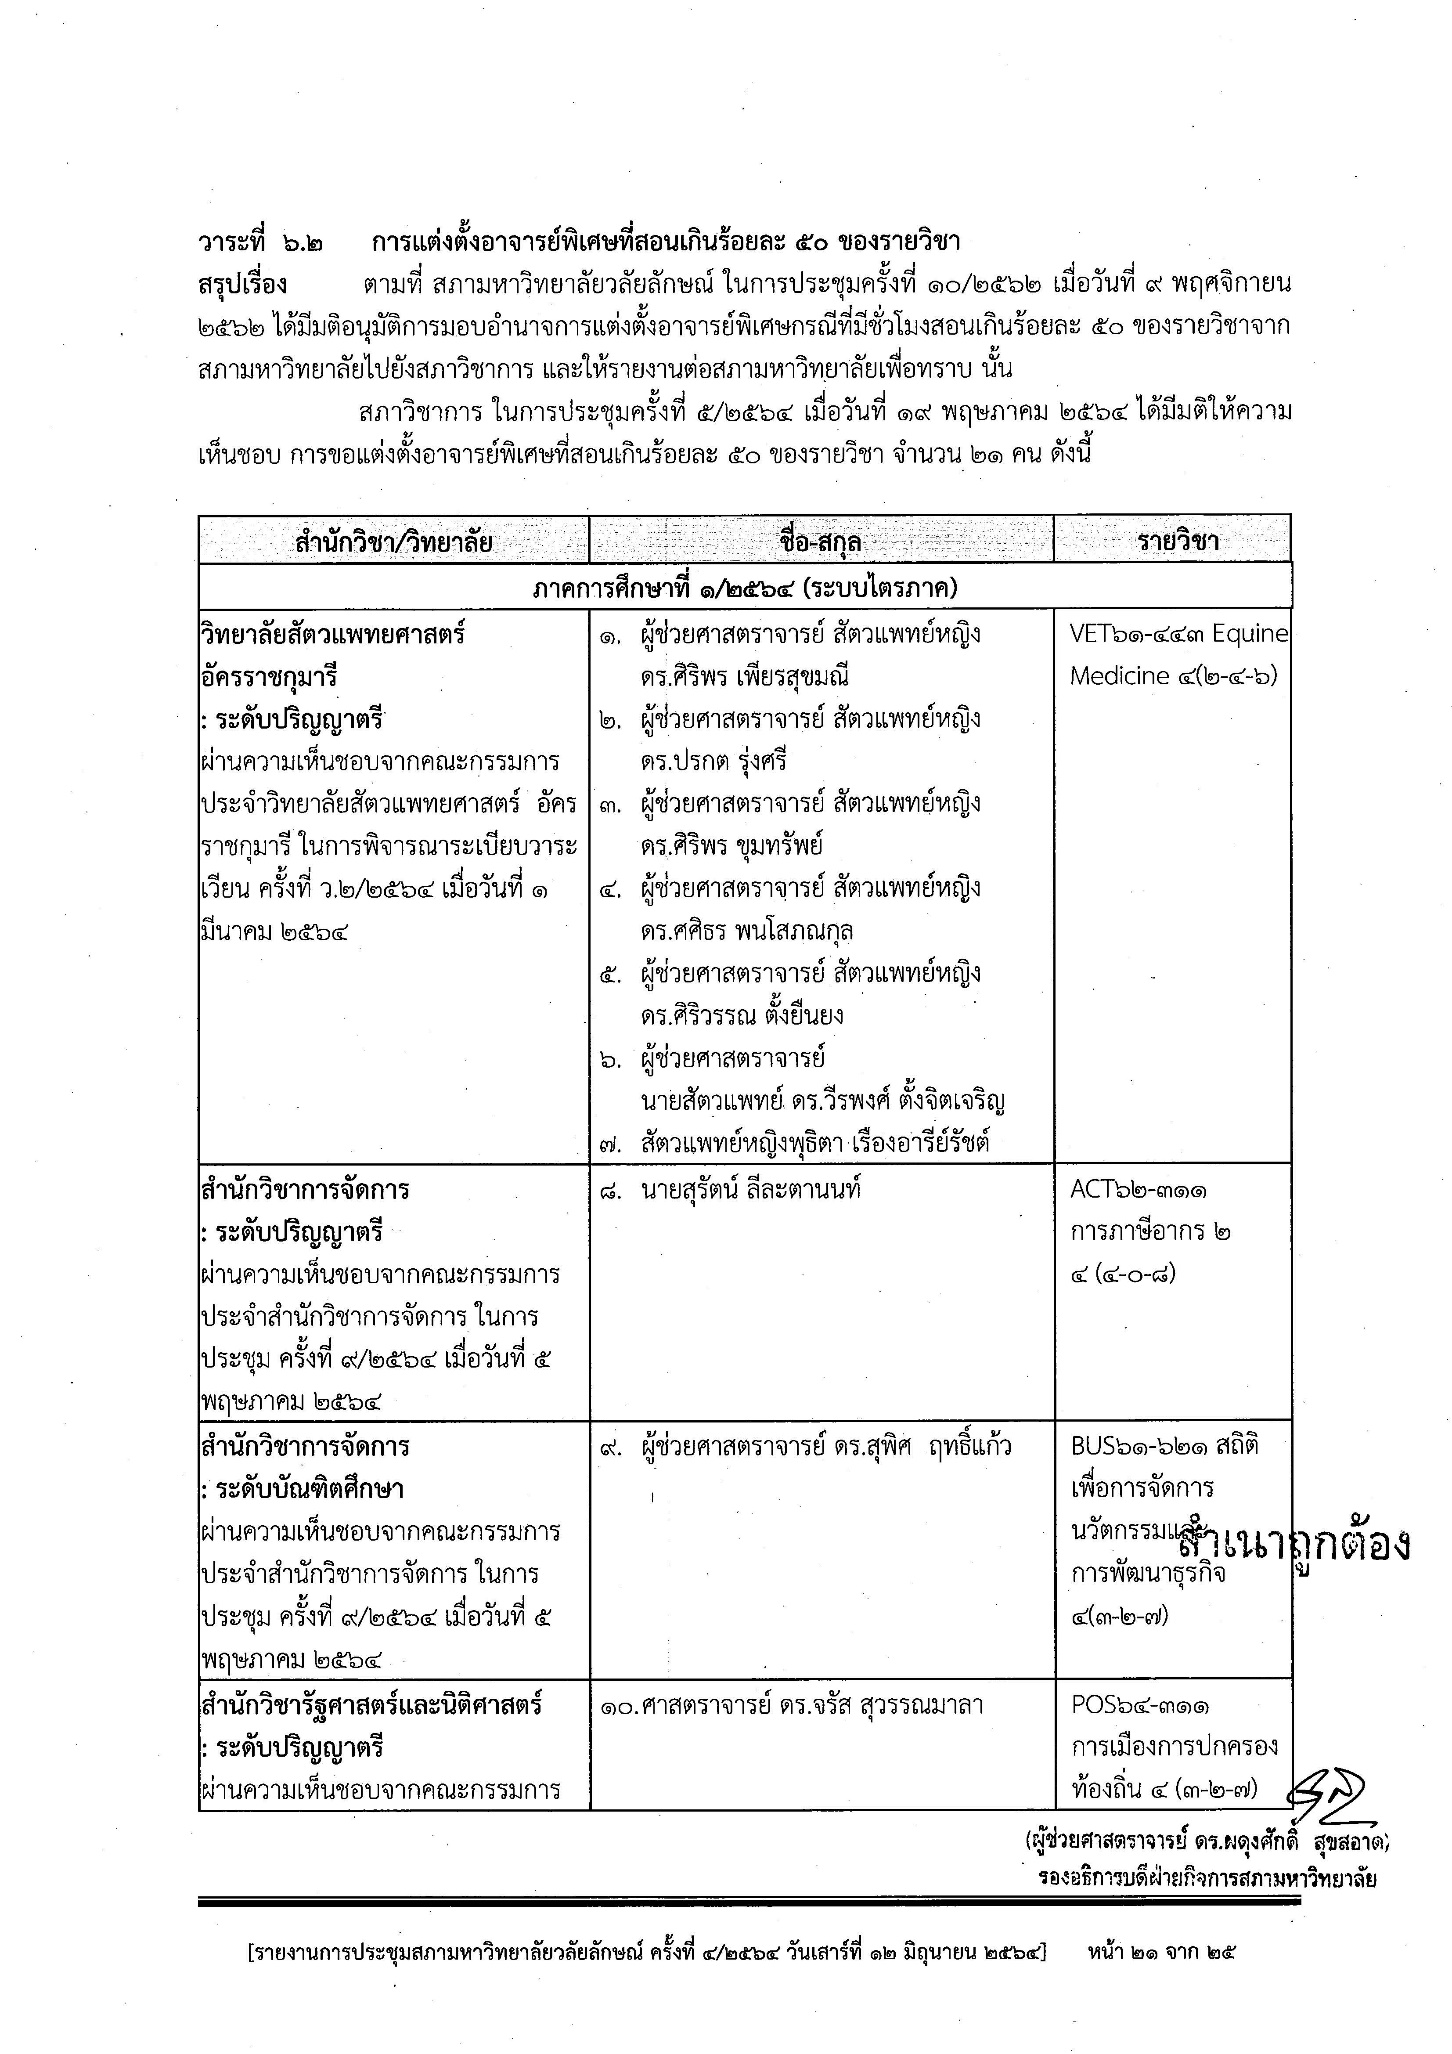 วาระที่ ๖.๒ การแต่งตั้งอาจารย์พิเศษที่สอนเกินร้อยละ ๕๐ ของรายวิชา
สรุปเรื่อง ตามที่ สภามหาวิทยาลัยวลัยลักษณ์ ในการประชุมครั้งที่ ๑๐/๒๕๖๒ เมื่อวันที่ ๙ พฤศจิกายน
๒๕๖๒ ได้มีมติอนุมัติการมอบอำนาจการแต่งตั้งอาจารย์พิเศษกรณีที่มีชั่วโมงสอนเกินร้อยละ ๕๐ ของรายวิชาจาก
สภามหาวิทยาลัยไปยังสภาวิชาการ และให้รายงานต่อสภามหาวิทยาลัยเพื่อทราบ นั้น
สภาวิชาการ ในการประชุมครั้งที่ ๕/๒๕๖๔ เมื่อวันที่ ๑๙ พฤษภาคม ๒๕๖๔ ได้มีมติให้ความ
เห็นชอบ การขอแต่งตั้งอาจารย์พิเศษที่สอนเกินร้อยละ ๕๐ ของรายวิชา จำนวน ๒๑ คน ดังนี้
สำนักวิชา/วิทยาลัย ชื่อ-สกุล รายวิชา
ภาคการศึกษาที่ ๑/๒๕๖๔ (ระบบไตรภาค)
วิทยาลัยสัตวแพทยศาสตร์
อัครราชกุมารี
: ระดับปริญญาตรี
ผ่านความเห็นชอบจากคณะกรรมการ
ประจำวิทยาลัยสัตวแพทยศาสตร์ อัคร
ราชกุมารี ในการพิจารณาระเบียบวาระ
เวียน ครั้งที่ ว.๒/๒๕๖๔ เมื่อวันที่ ๑
มีนาคม ๒๕๖๔
๑. ผู้ช่วยศาสตราจารย์ สัตวแพทย์หญิง
ดร.ศิริพร เพียรสุขมณี
๒. ผู้ช่วยศาสตราจารย์ สัตวแพทย์หญิง
ดร.ปรกต รุ่งศรี
๓. ผู้ช่วยศาสตราจารย์ สัตวแพทย์หญิง
ดร.ศิริพร ขุมทรัพย์
๔. ผู้ช่วยศาสตราจารย์ สัตวแพทย์หญิง
ดร.ศศิธร พนโสภณกุล
๕. ผู้ช่วยศาสตราจารย์ สัตวแพทย์หญิง
ดร.ศิริวรรณ ตั้งยืนยง
๖. ผู้ช่วยศาสตราจารย์
นายสัตวแพทย์ ดร.วีรพงศ์ ตั้งจิตเจริญ
๗. สัตวแพทย์หญิงพุธิตา เรืองอารีย์รัชต์
VET๖๑-๔๔๓ Equine
Medicine ๔(๒-๔-๖)
สำนักวิชาการจัดการ
: ระดับปริญญาตรี
ผ่านความเห็นชอบจากคณะกรรมการ
ประจำสำนักวิชาการจัดการ ในการ
ประชุม ครั้งที่ ๙/๒๕๖๔ เมื่อวันที่ ๕
พฤษภาคม ๒๕๖๔
๘. นายสุรัตน์ ลีละตานนท์
ACT๖๒-๓๑๑
การภาษีอากร ๒
๔ (๔-๐-๘)
สำนักวิชาการจัดการ
: ระดับบัณฑิตศึกษา
ผ่านความเห็นชอบจากคณะกรรมการ
ประจำสำนักวิชาการจัดการ ในการ
ประชุม ครั้งที่ ๙/๒๕๖๔ เมื่อวันที่ ๕
พฤษภาคม ๒๕๖๔
๙. ผู้ช่วยศาสตราจารย์ ดร.สุพิศ ฤทธิ์แก้ว
BUS๖๑-๖๒๑ สถิติ
เพื่อการจัดการ
นวัตกรรมและ
การพัฒนาธุรกิจ
๔(๓-๒-๗)
สำเนาถูกต้อง
สำนักวิชารัฐศาสตร์และนิติศาสตร์
: ระดับปริญญาตรี
ผ่านความเห็นชอบจากคณะกรรมการ
๑๐.ศาสตราจารย์ ดร.จรัส สุวรรณมาลา
POS๖๔-๓๑๑
การเมืองการปกครอง
ท้องถิ่น ๔ (๓-๒-๗)
(ผู้ช่วยศาสตราจารย์ ดร.ผดุงศักดิ์ สุขสอาด)
รองอธิการบดีฝ่ายกิจการสภามหาวิทยาลัย
[รายงานการประชุมสภามหาวิทยาลัยวลัยลักษณ์ ครั้งที่ ๔/๒๕๖๔ วันเสาร์ที่ ๑๒ มิถุนายน ๒๕๖๔] หน้า ๒๑ จาก ๒๕